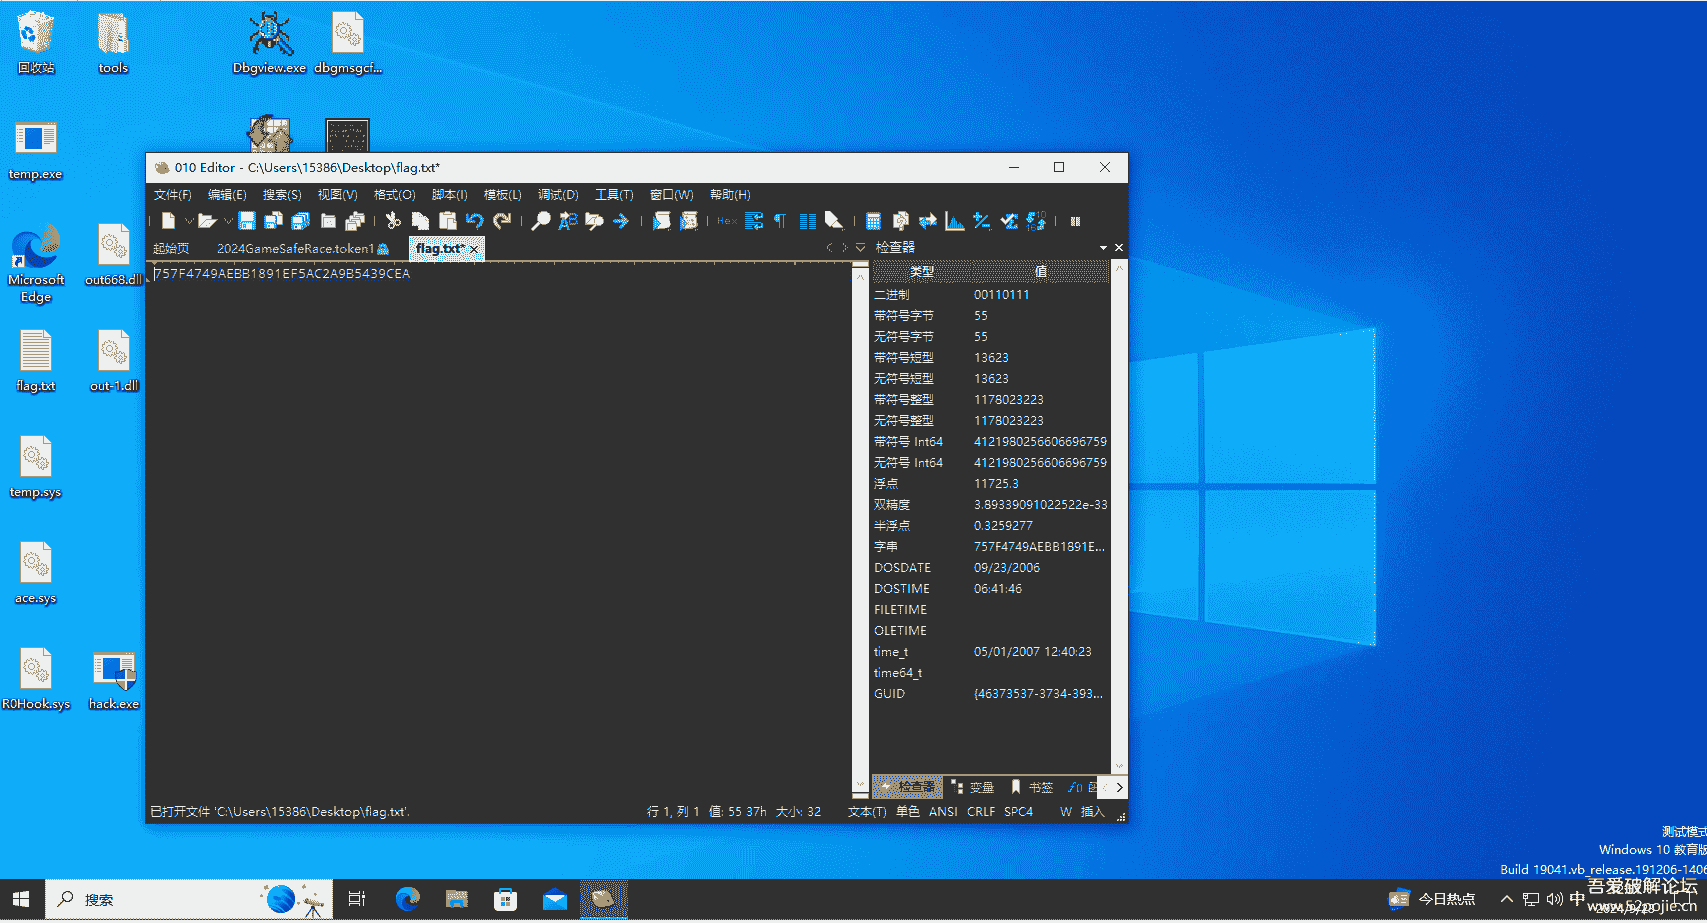 回收站
tools
Dbgview.exe
dbgmsgcf...
temp.exe
Microsoft
Edge
out668.dll
flag.txt
out-1.dll
temp.sys
ace.sys
R0Hook.sys
hack.exe
010 Editor - C:\Users\15386\Desktop\flag.txt*
文件(F) 编辑(E) 搜索(S) 视图(V) 格式(O) 脚本(I) 模板(L) 调试(D) 工具(T) 窗口(W) 帮助(H)
Hex
起始页 2024GameSafeRace.token1 flag.txt*
757F4749AEBB1891EF5AC2A9B5439CEA
检查器
类型 值
二进制 00110111
带符号字节 55
无符号字节 55
带符号短型 13623
无符号短型 13623
带符号整型 1178023223
无符号整型 1178023223
带符号 Int64 4121980256606696759
无符号 Int64 4121980256606696759
浮点 11725.3
双精度 3.89339091022522e-33
半浮点 0.3259277
字串 757F4749AEBB1891E...
DOSDATE 09/23/2006
DOSTIME 06:41:46
FILETIME
OLETIME
time_t 05/01/2007 12:40:23
time64_t
GUID {46373537-3734-393...
检查器 变量 书签
已打开文件 'C:\Users\15386\Desktop\flag.txt'.
行 1, 列 1 值: 55 37h 大小: 32 文本(T) 单色 ANSI CRLF SPC4 W 插入
测试模式
Windows 10 教育版
Build 19041.vb_release.191206-1406
搜索
今日热点
中
吾爱破解论坛
www.52pojie.cn